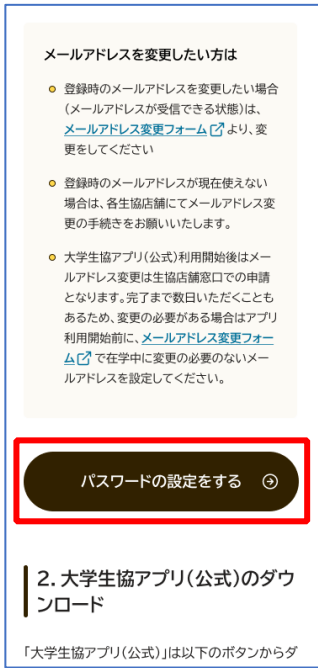 メールアドレスを変更したい方は
登録時のメールアドレスを変更したい場合
(メールアドレスが受信できる状態)は、
メールアドレス変更フォームより、変
更をしてください
登録時のメールアドレスが現在使えない
場合は、各生協店舗にてメールアドレス変
更の手続きをお願いいたします。
大学生協アプリ(公式)利用開始後はメー
ルアドレス変更は生協店舗窓口での申請
となります。完了まで数日いただくことも
あるため、変更の必要がある場合はアプリ
利用開始前に、メールアドレス変更フォー
ムで在学中に変更の必要のないメー
ルアドレスを設定してください。
パスワードの設定をする
2. 大学生協アプリ(公式)のダウ
ンロード
「大学生協アプリ(公式)」は以下のボタンからダ